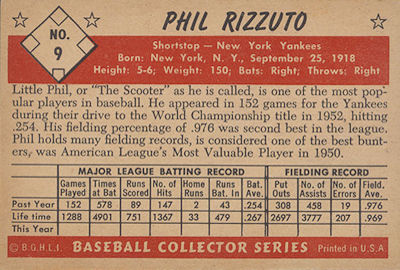 NO. 9
PHIL RIZZUTO
Shortstop — New York Yankees
Born: New York, N. Y., September 25, 1918
Height: 5-6; Weight: 150; Bats: Right; Throws: Right
Little Phil, or "The Scooter" as he is called, is one of the most pop-
ular players in baseball. He appeared in 152 games for the Yankees
during their drive to the World Championship title in 1952, hitting
.254. His fielding percentage of .976 was second best in the league.
Phil holds many fielding records, is considered one of the best bunt-
ers, was American League's Most Valuable Player in 1950.
MAJOR LEAGUE BATTING RECORD FIELDING RECORD
Games Played Times at Bat Runs Scored No. of Hits Home Runs Runs Bat. In Bat. Ave. Put Outs No. of Assists No. of Errors Field. Ave.
Past Year 152 578 89 147 2 43 .254 308 458 19 .976
Life time 1288 4901 751 1367 33 479 .267 2697 3777 207 .969
This Year
© B.G.H.L.I. BASEBALL COLLECTOR SERIES Printed in U.S.A.